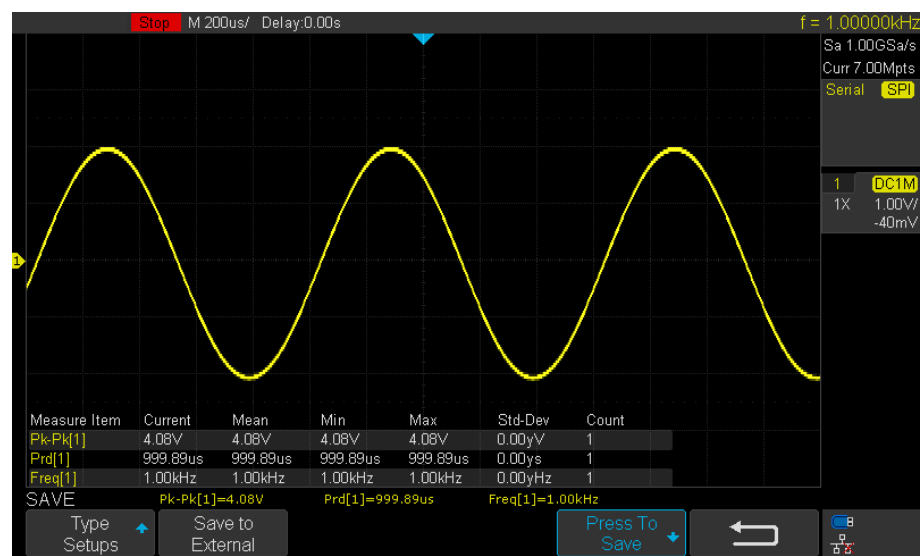 Stop M 200us/ Delay:0.00s f = 1.00000kHz
Sa 1.00GSa/s
Curr 7.00Mpts
Serial SPI
1 DC1M
1X 1.00V/
-40mV
1
Measure Item Current Mean Min Max Std-Dev Count
Pk-Pk[1] 4.08V 4.08V 4.08V 4.08V 0.00yV 1
Prd[1] 999.89us 999.89us 999.89us 999.89us 0.00ys 1
Freq[1] 1.00kHz 1.00kHz 1.00kHz 1.00kHz 0.00yHz 1
SAVE Pk-Pk[1]=4.08V Prd[1]=999.89us Freq[1]=1.00kHz
Type Setups
Save to External
Press To Save